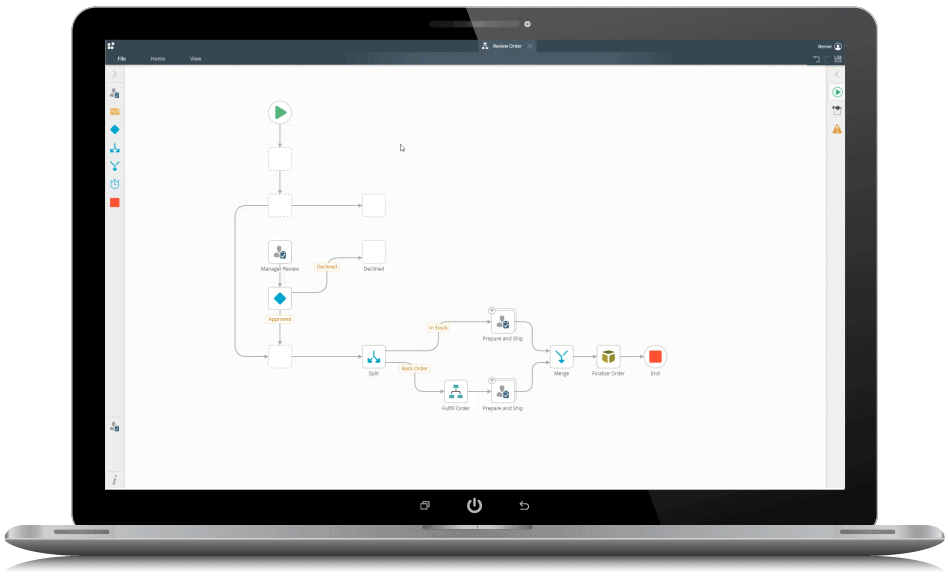 Review Order
Renier
File
Home
View
Manager Review
Declined
Declined
Approved
In Stock
Prepare and Ship
Split
Back Order
Merge
Finalize Order
End
Fulfill Order
Prepare and Ship